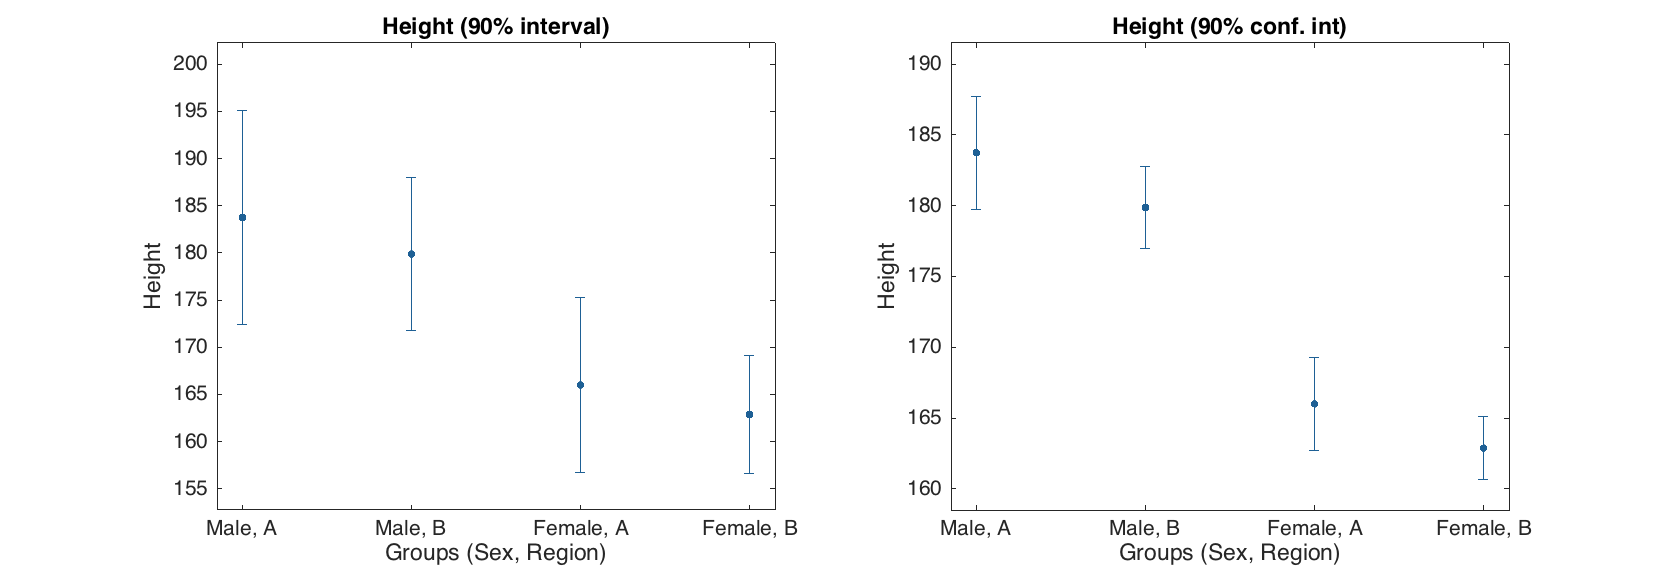 Height (90% interval)
200
195
190
185
180
175
170
165
160
155
Height
Male, A
Male, B
Female, A
Female, B
Groups (Sex, Region)
Height (90% conf. int)
190
185
180
175
170
165
160
Height
Male, A
Male, B
Female, A
Female, B
Groups (Sex, Region)